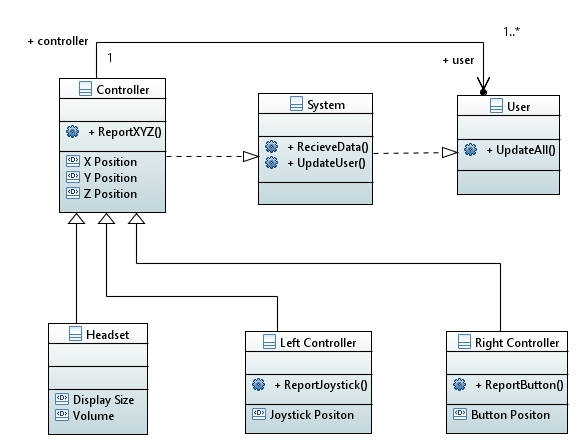 1..*
+ controller
1
+ user
Controller
+ ReportXYZ()
X Position
Y Position
Z Position
System
+ RecieveData()
+ UpdateUser()
User
+ UpdateAll()
Headset
Display Size
Volume
Left Controller
+ ReportJoystick()
Joystick Positon
Right Controller
+ ReportButton()
Button Positon